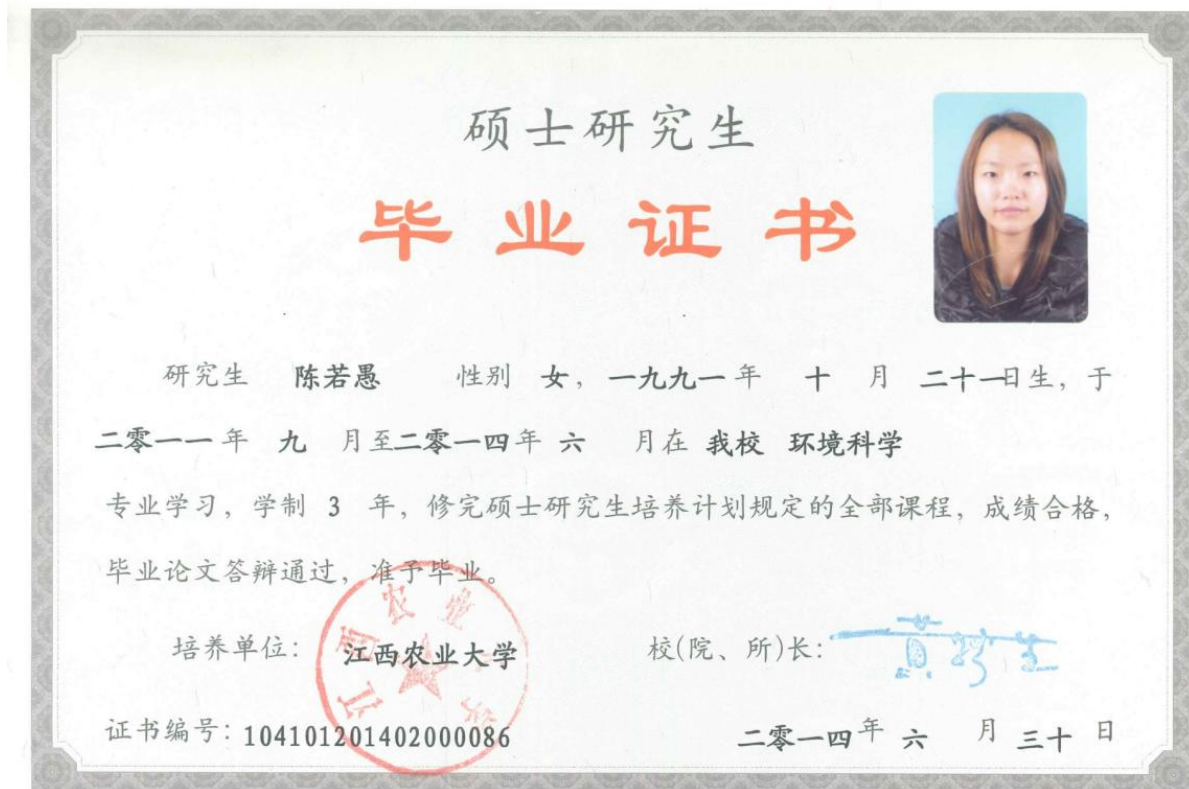 硕士研究生
毕业证书
研究生 陈若愚 性别 女，一九九一年 十 月 二十一日生，于
二零一一年 九 月至二零一四年 六 月在 我校 环境科学
专业学习，学制 3 年，修完硕士研究生培养计划规定的全部课程，成绩合格，
毕业论文答辩通过，准予毕业。
江西农业大学
培养单位：江西农业大学 校(院、所)长：
证书编号：104101201402000086 二零一四年 六 月 三十 日